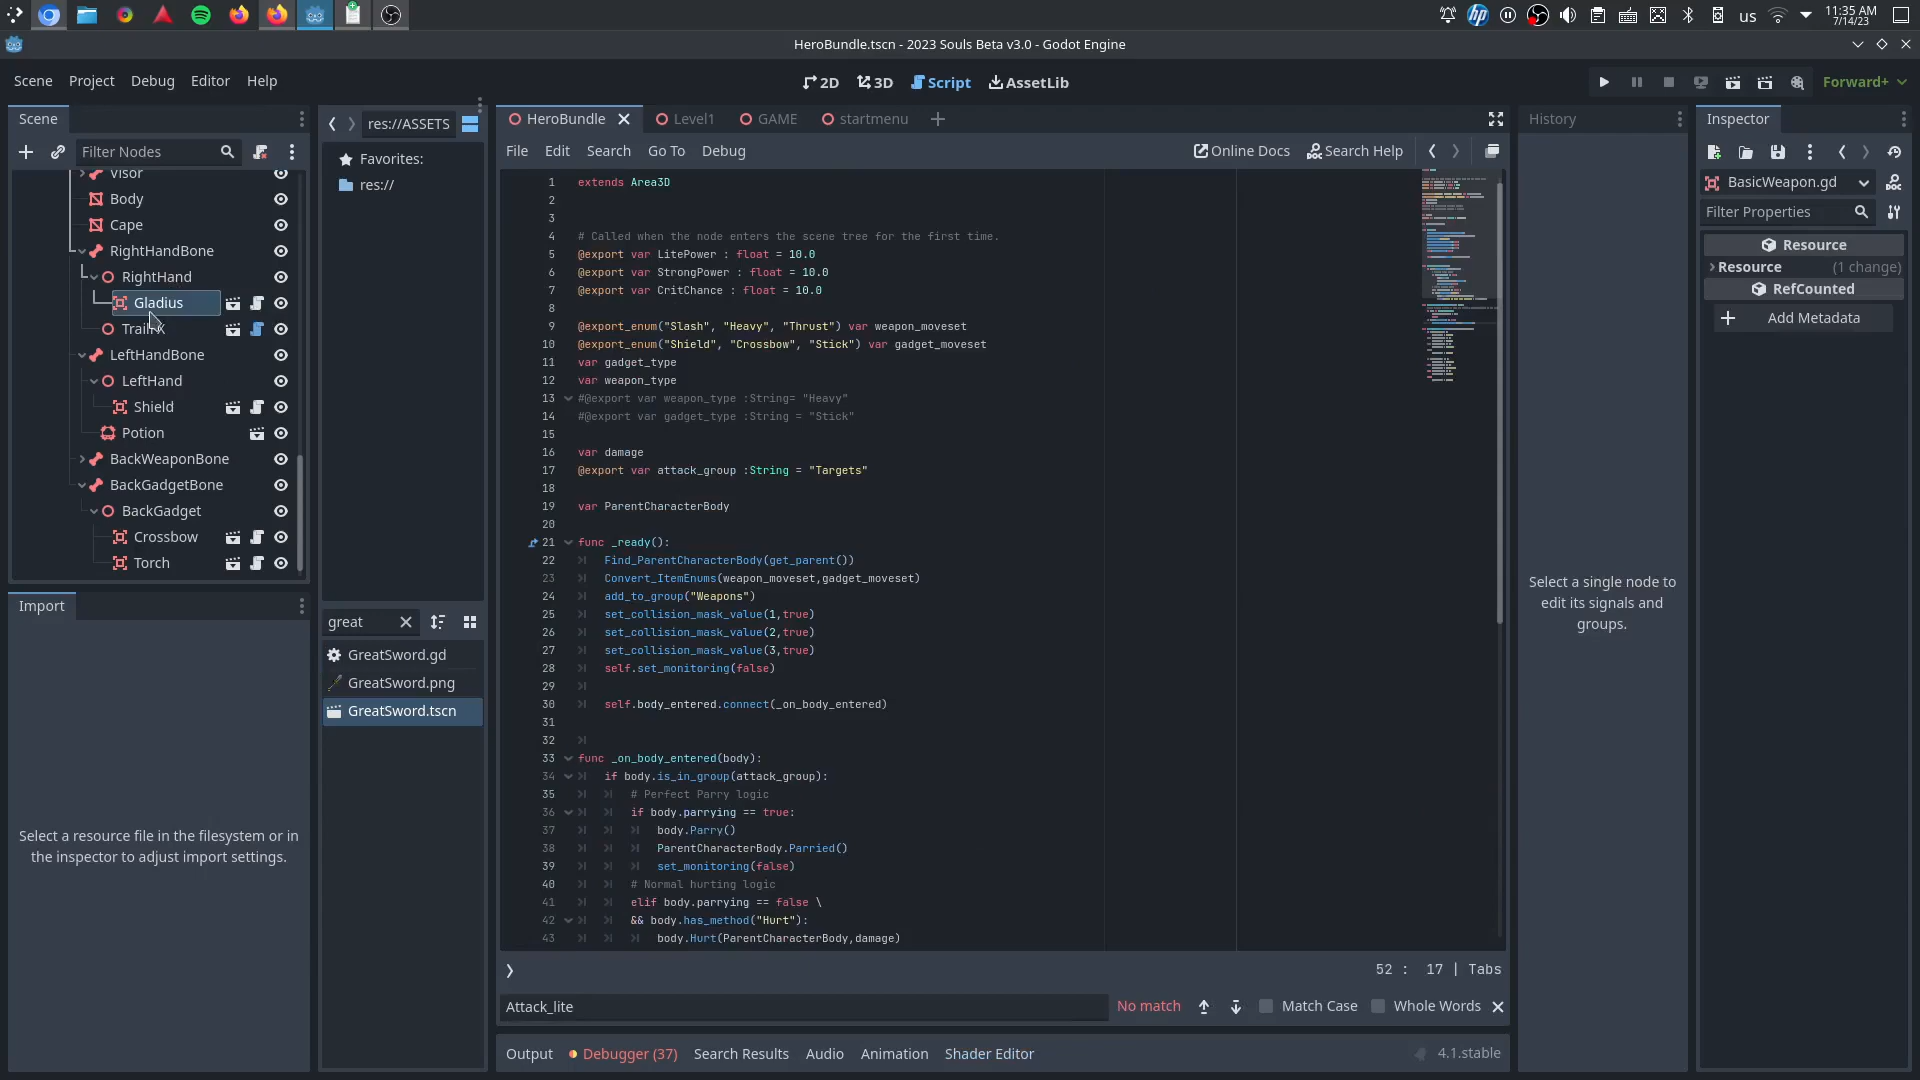 us
11:35 AM
7/14/23
HeroBundle.tscn - 2023 Souls Beta v3.0 - Godot Engine
Scene Project Debug Editor Help
2D 3D Script AssetLib
Forward+
Scene
Filter Nodes
Visor
Body
Cape
RightHandBone
RightHand
Gladius
LeftHandBone
LeftHand
Shield
Potion
BackWeaponBone
BackGadgetBone
BackGadget
Crossbow
Torch
Import
Select a resource file in the filesystem or in
the inspector to adjust import settings.
res://ASSETS
Favorites:
res://
great
GreatSword.gd
GreatSword.png
GreatSword.tscn
HeroBundle Level1 GAME startmenu
File Edit Search Go To Debug
Online Docs Search Help
1 extends Area3D
2
3
4 # Called when the node enters the scene tree for the first time.
5 @export var LitePower : float = 10.0
6 @export var StrongPower : float = 10.0
7 @export var CritChance : float = 10.0
8
9 @export_enum("Slash", "Heavy", "Thrust") var weapon_moveset
10 @export_enum("Shield", "Crossbow", "Stick") var gadget_moveset
11 var gadget_type
12 var weapon_type
13 #@export var weapon_type :String= "Heavy"
14 #@export var gadget_type :String = "Stick"
15
16 var damage
17 @export var attack_group :String = "Targets"
18
19 var ParentCharacterBody
20
21 func _ready():
22 Find_ParentCharacterBody(get_parent())
23 Convert_ItemEnums(weapon_moveset,gadget_moveset)
24 add_to_group("Weapons")
25 set_collision_mask_value(1,true)
26 set_collision_mask_value(2,true)
27 set_collision_mask_value(3,true)
28 self.set_monitoring(false)
29
30 self.body_entered.connect(_on_body_entered)
31
32
33 func _on_body_entered(body):
34 if body.is_in_group(attack_group):
35 # Perfect Parry logic
36 if body.parrying == true:
37 body.Parry()
38 ParentCharacterBody.Parried()
39 set_monitoring(false)
40 # Normal hurting logic
41 elif body.parrying == false \
42 && body.has_method("Hurt"):
43 body.Hurt(ParentCharacterBody,damage)
52 : 17 | Tabs
Attack_lite
No match
Match Case
Whole Words
Output Debugger (37) Search Results Audio Animation Shader Editor
4.1.stable
History
Select a single node to
edit its signals and
groups.
Inspector
BasicWeapon.gd
Filter Properties
Resource
Resource (1 change)
RefCounted
Add Metadata